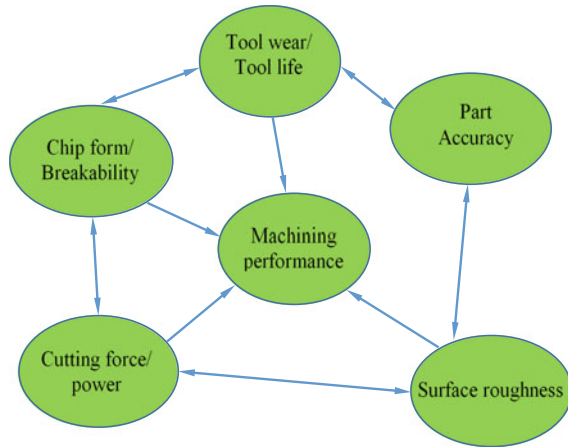 Tool wear/
Tool life
Part
Accuracy
Chip form/
Breakability
Machining
performance
Cutting force/
power
Surface roughness